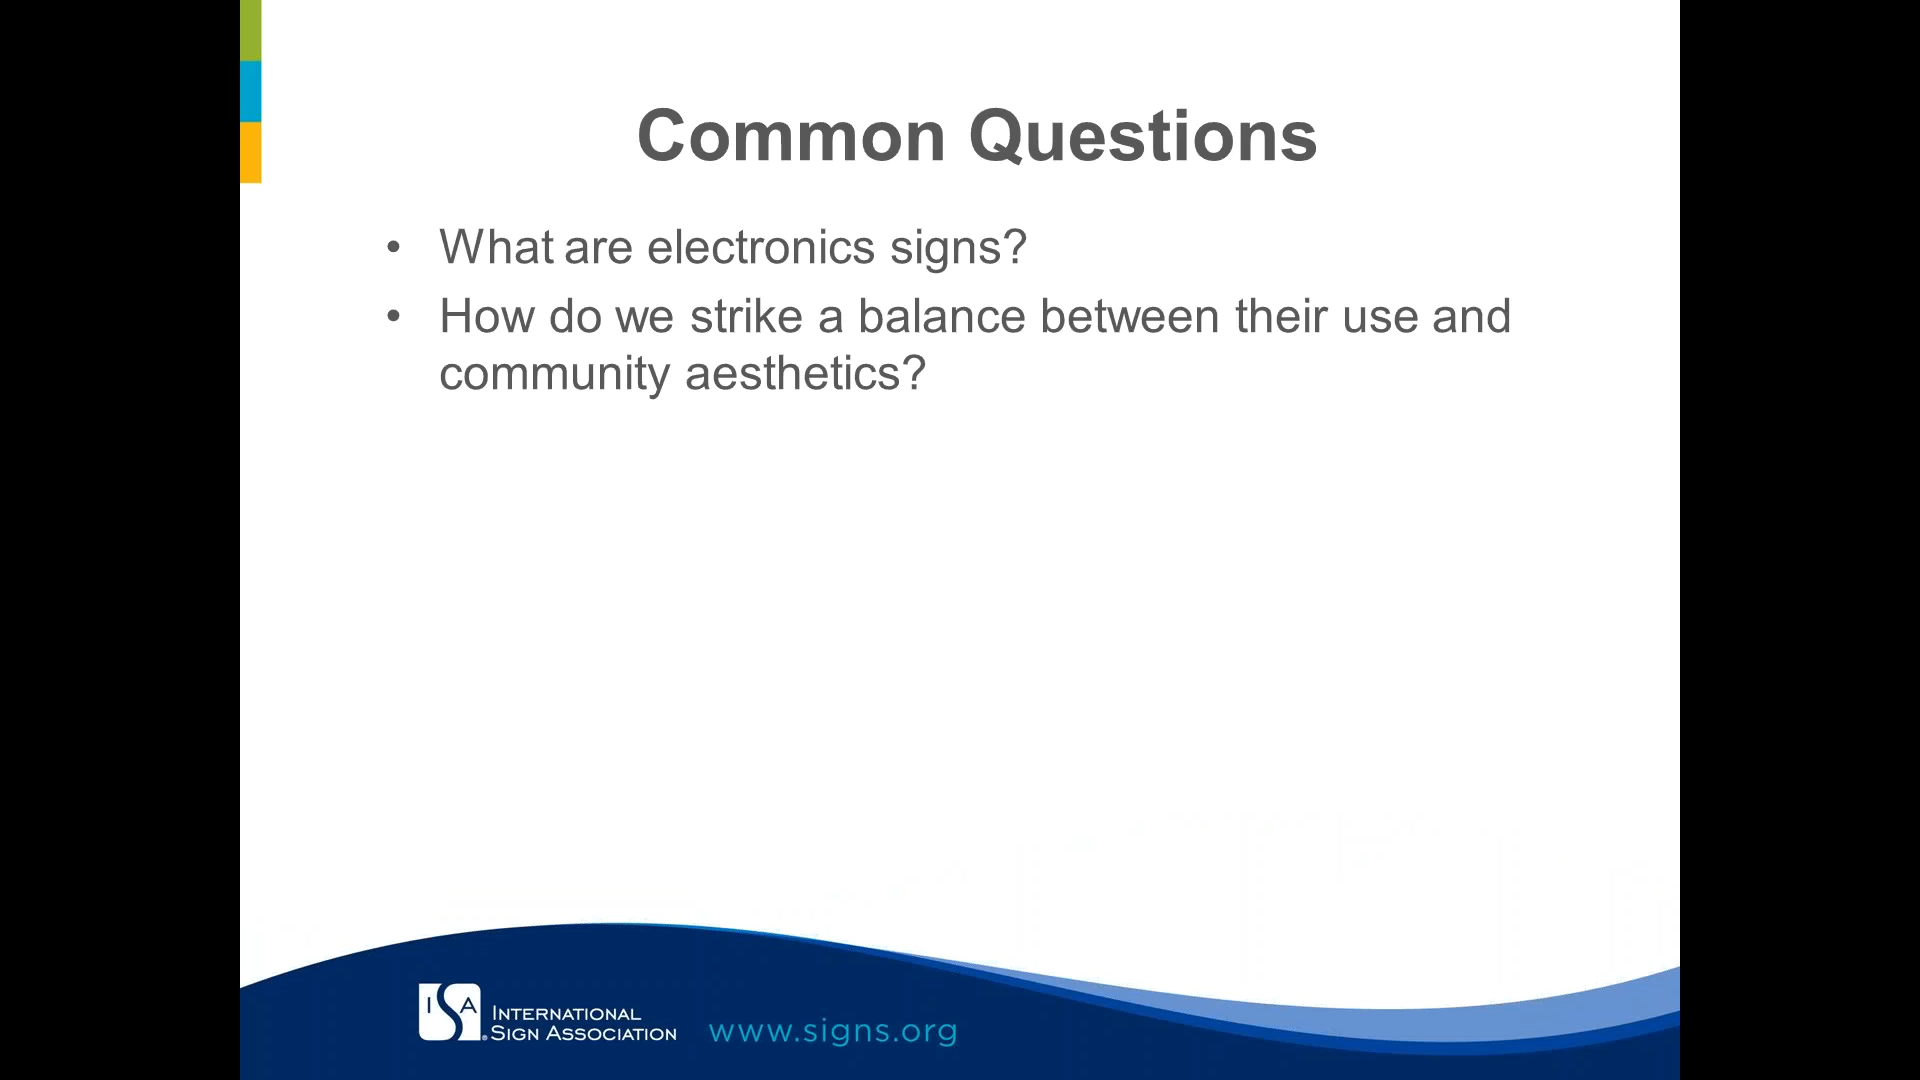 Common Questions
• What are electronics signs?
• How do we strike a balance between their use and
community aesthetics?
ISA
INTERNATIONAL
SIGN ASSOCIATION
www.signs.org